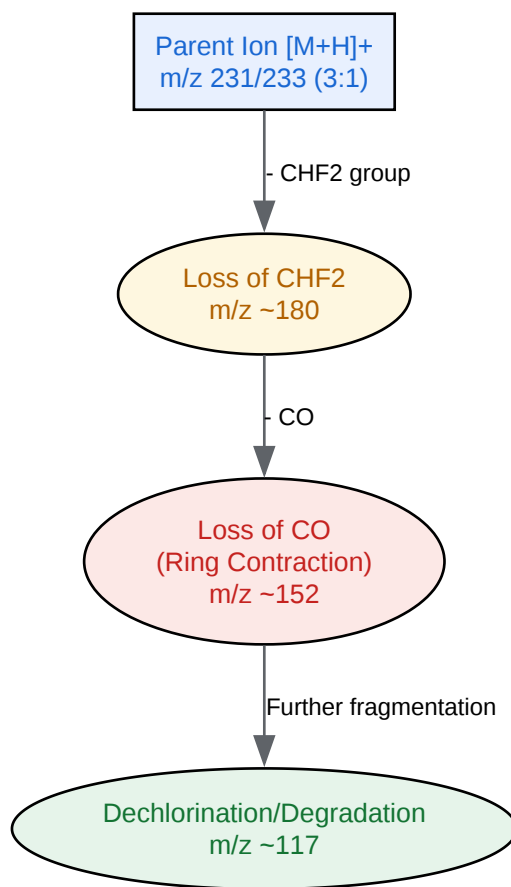 Parent Ion [M+H]+
m/z 231/233 (3:1)
- CHF2 group
Loss of CHF2
m/z ~180
- CO
Loss of CO
(Ring Contraction)
m/z ~152
Further fragmentation
Dechlorination/Degradation
m/z ~117